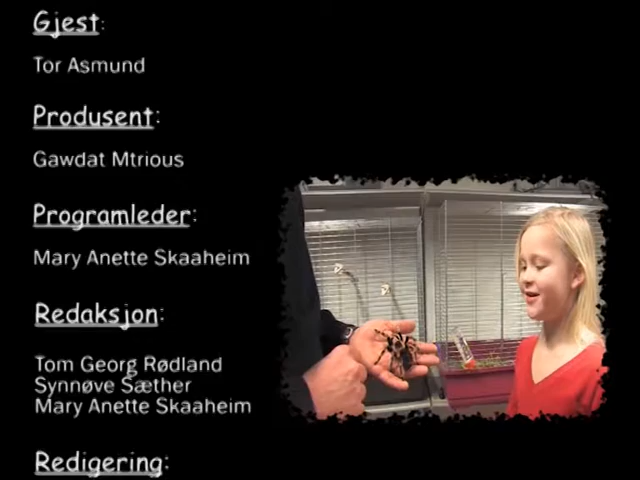 Gjest:
Tor Asmund
Produsent:
Gawdat Mtrious
Programleder:
Mary Anette Skaaheim
Redaksjon:
Tom Georg Rødland
Synnøve Sæther
Mary Anette Skaaheim
Redigering: